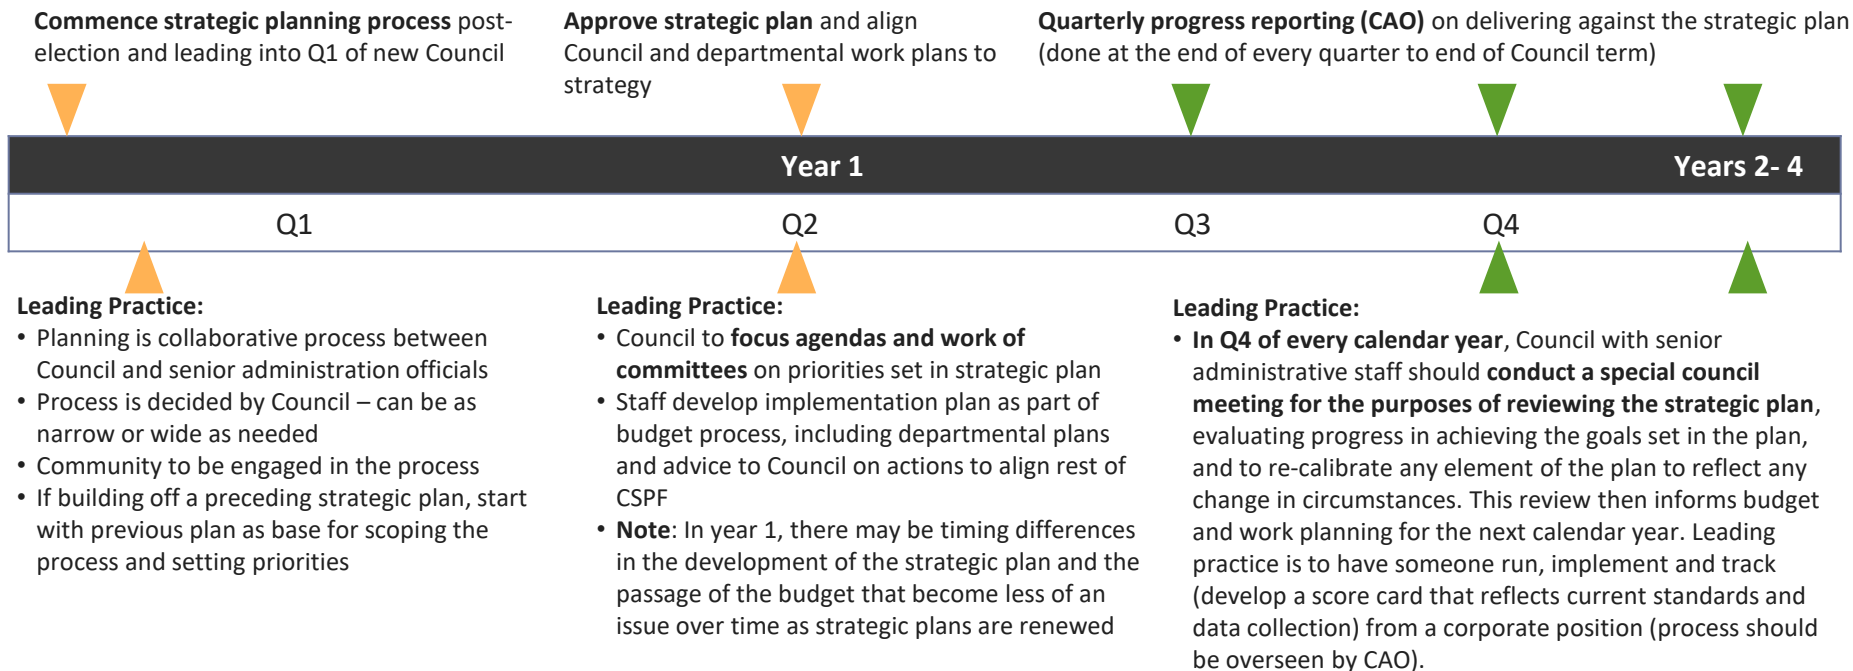 Commence strategic planning process post-
election and leading into Q1 of new Council
Approve strategic plan and align
Council and departmental work plans to
strategy
Quarterly progress reporting (CAO) on delivering against the strategic plan
(done at the end of every quarter to end of Council term)
Year 1
Years 2- 4
Q1
Q2
Q3
Q4
Leading Practice:
• Planning is collaborative process between
Council and senior administration officials
• Process is decided by Council – can be as
narrow or wide as needed
• Community to be engaged in the process
• If building off a preceding strategic plan, start
with previous plan as base for scoping the
process and setting priorities
Leading Practice:
• Council to focus agendas and work of
committees on priorities set in strategic plan
• Staff develop implementation plan as part of
budget process, including departmental plans
and advice to Council on actions to align rest of
CSPF
• Note: In year 1, there may be timing differences
in the development of the strategic plan and the
passage of the budget that become less of an
issue over time as strategic plans are renewed
Leading Practice:
• In Q4 of every calendar year, Council with senior
administrative staff should conduct a special council
meeting for the purposes of reviewing the strategic plan,
evaluating progress in achieving the goals set in the plan,
and to re-calibrate any element of the plan to reflect any
change in circumstances. This review then informs budget
and work planning for the next calendar year. Leading
practice is to have someone run, implement and track
(develop a score card that reflects current standards and
data collection) from a corporate position (process should
be overseen by CAO).